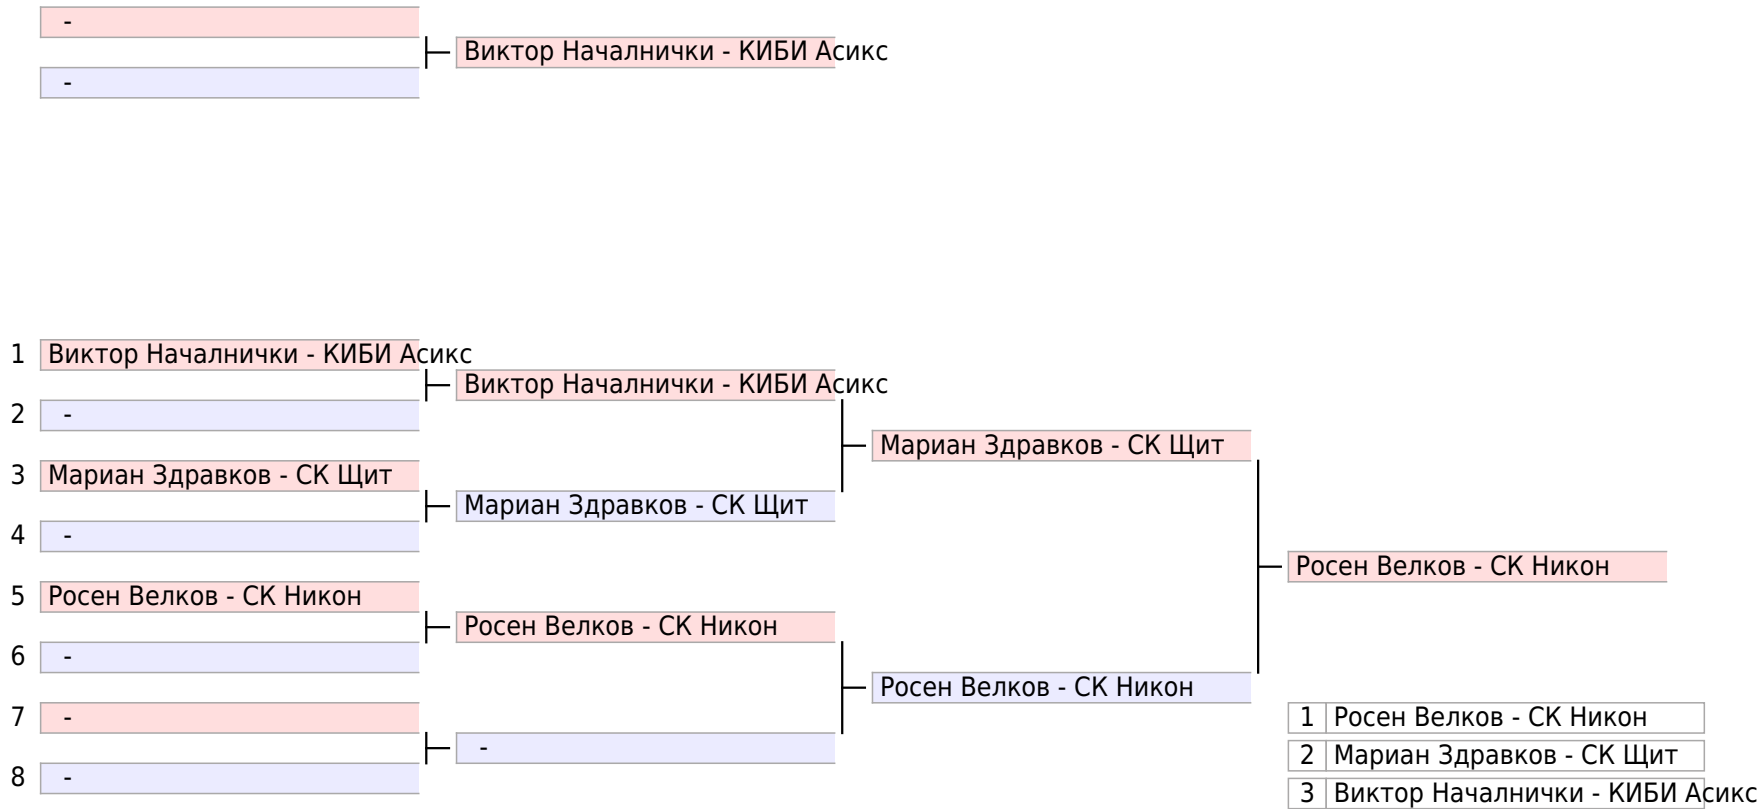 -
Виктор Началнички - КИБИ Асикс
-
1 Виктор Началнички - КИБИ Асикс
Виктор Началнички - КИБИ Асикс
2 -
Мариан Здравков - СК Щит
3 Мариан Здравков - СК Щит
Мариан Здравков - СК Щит
4 -
Росен Велков - СК Никон
5 Росен Велков - СК Никон
Росен Велков - СК Никон
6 -
Росен Велков - СК Никон
7 -
1 Росен Велков - СК Никон
-
2 Мариан Здравков - СК Щит
8 -
3 Виктор Началнички - КИБИ Асикс